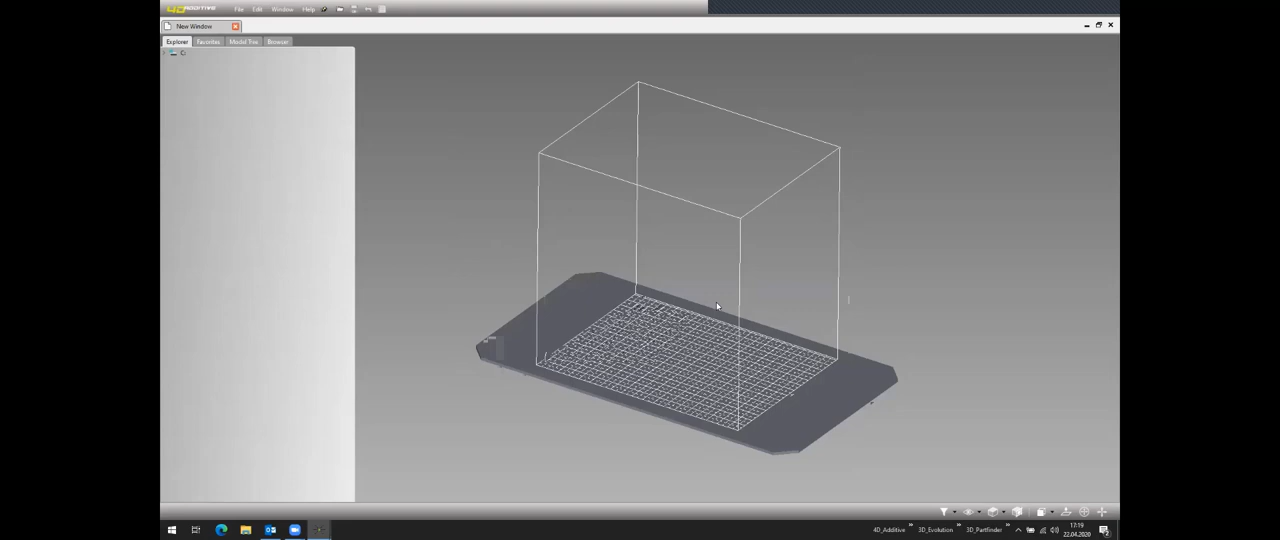 4DADDITIVE File Edit Window Help
New Window
Explorer Favorites Model Tree Browser
4D_Additive » 3D_Evolution » 3D_Partfinder » 17:19
22.04.2020